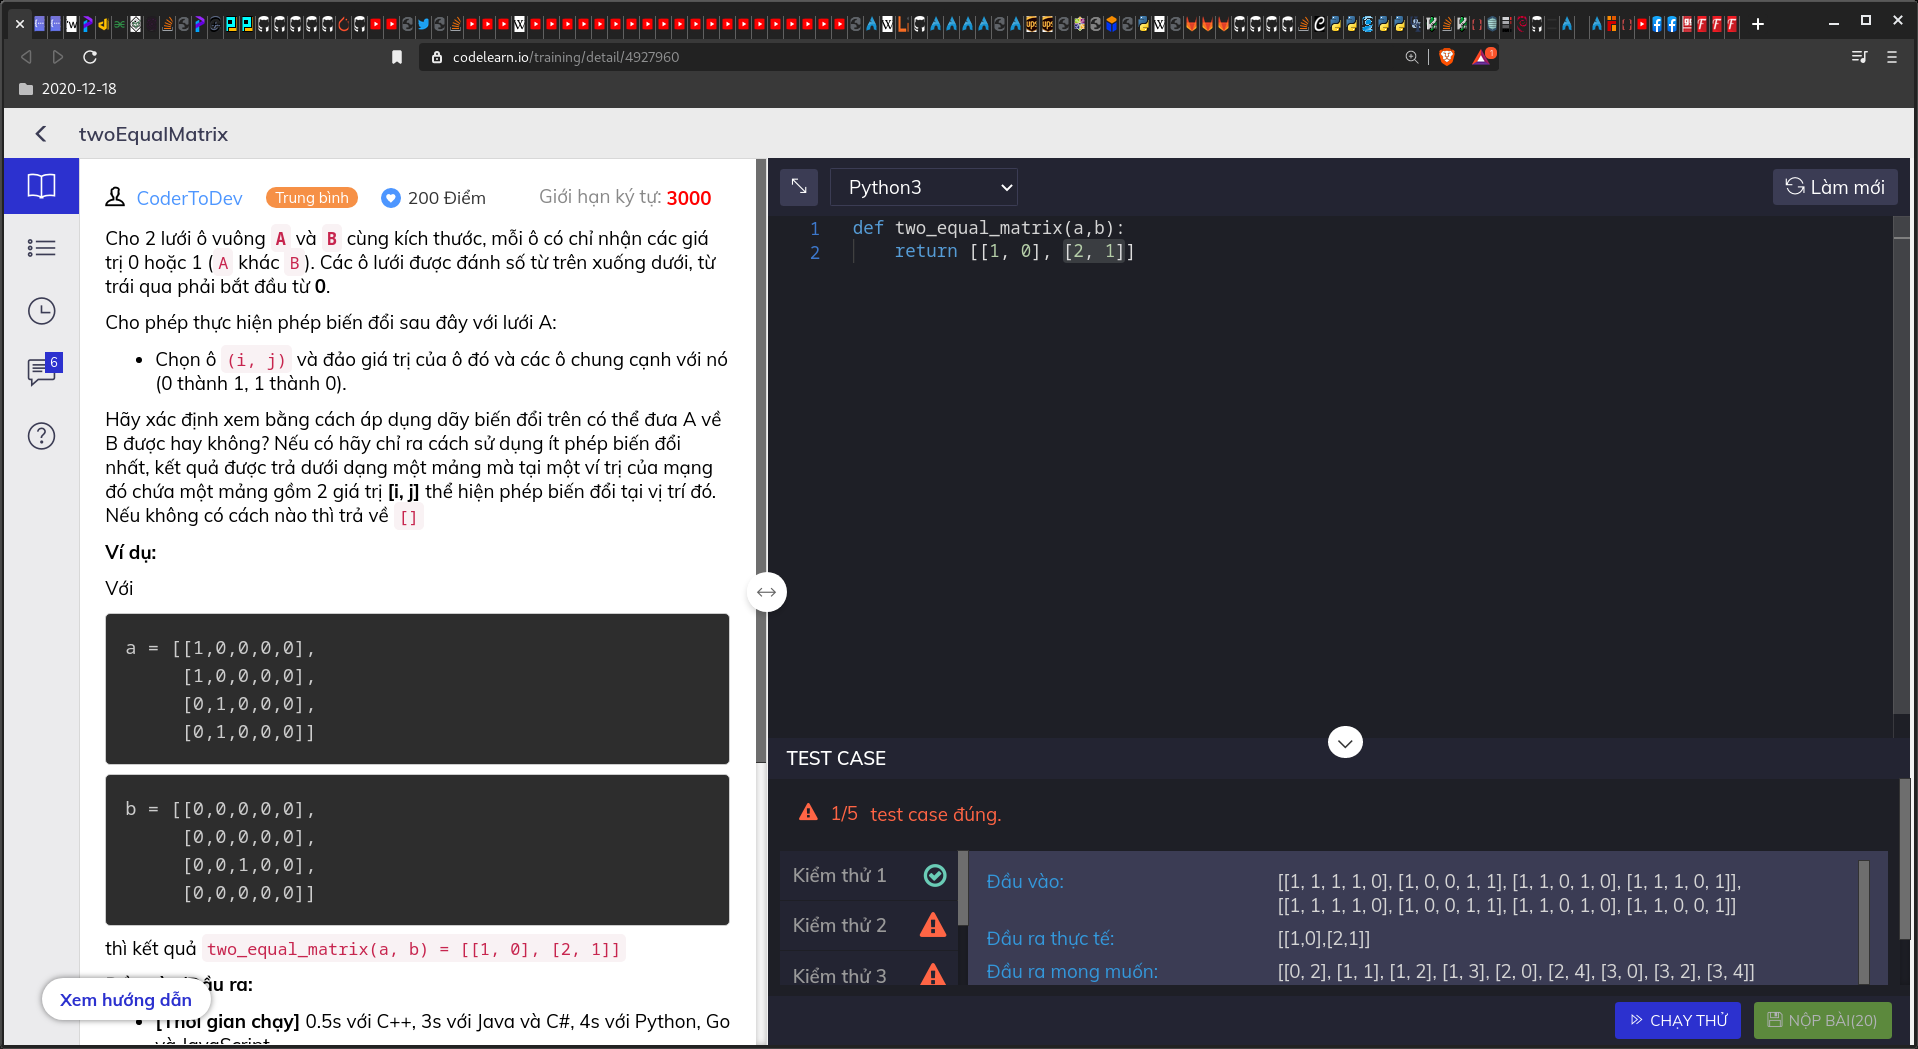 codelearn.io/training/detail/4927960
1
2020-12-18
twoEqualMatrix
CoderToDev Trung bình 200 Điểm Giới hạn ký tự: 3000
Cho 2 lưới ô vuông A và B cùng kích thước, mỗi ô có chỉ nhận các giá
trị 0 hoặc 1 ( A khác B ). Các ô lưới được đánh số từ trên xuống dưới, từ
trái qua phải bắt đầu từ 0.
Cho phép thực hiện phép biến đổi sau đây với lưới A:
• Chọn ô (i, j) và đảo giá trị của ô đó và các ô chung cạnh với nó
(0 thành 1, 1 thành 0).
6
Hãy xác định xem bằng cách áp dụng dãy biến đổi trên có thể đưa A về
B được hay không? Nếu có hãy chỉ ra cách sử dụng ít phép biến đổi
nhất, kết quả được trả dưới dạng một mảng mà tại một ví trị của mạng
đó chứa một mảng gồm 2 giá trị [i, j] thể hiện phép biến đổi tại vị trí đó.
Nếu không có cách nào thì trả về []
Ví dụ:
Với
a = [[1,0,0,0,0],
[1,0,0,0,0],
[0,1,0,0,0],
[0,1,0,0,0]]
b = [[0,0,0,0,0],
[0,0,0,0,0],
[0,0,1,0,0],
[0,0,0,0,0]]
thì kết quả two_equal_matrix(a, b) = [[1, 0], [2, 1]]
ầu ra:
Xem hướng dẫn
• [Thời gian chạy] 0.5s với C++, 3s với Java và C#, 4s với Python, Go
và JavaScript
Python3
Làm mới
1 def two_equal_matrix(a,b):
2 return [[1, 0], [2, 1]]
TEST CASE
1/5 test case đúng.
Kiểm thử 1
Kiểm thử 2
Kiểm thử 3
Đầu vào: [[1, 1, 1, 1, 0], [1, 0, 0, 1, 1], [1, 1, 0, 1, 0], [1, 1, 1, 0, 1]],
[[1, 1, 1, 1, 0], [1, 0, 0, 1, 1], [1, 1, 0, 1, 0], [1, 1, 0, 0, 1]]
Đầu ra thực tế: [[1,0],[2,1]]
Đầu ra mong muốn: [[0, 2], [1, 1], [1, 2], [1, 3], [2, 0], [2, 4], [3, 0], [3, 2], [3, 4]]
CHẠY THỬ
NỘP BÀI(20)